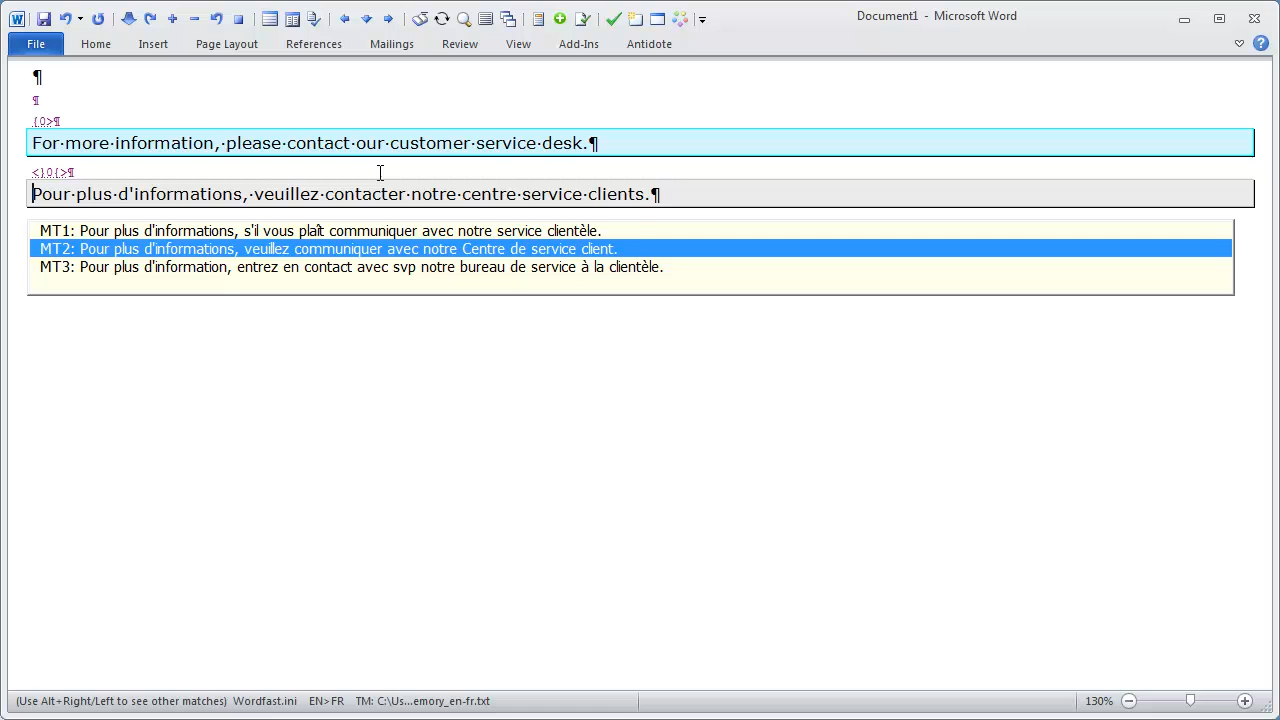 Document1 - Microsoft Word
File Home Insert Page Layout References Mailings Review View Add-Ins Antidote
¶
¶
{0>¶
For·more·information,·please·contact·our·customer·service·desk.¶
<}0{>¶
Pour·plus·d'informations,·veuillez·contacter·notre·centre·service·clients.¶
MT1: Pour plus d'informations, s'il vous plaît communiquer avec notre service clientèle.
MT2: Pour plus d'informations, veuillez communiquer avec notre Centre de service client.
MT3: Pour plus d'information, entrez en contact avec svp notre bureau de service à la clientèle.
(Use Alt+Right/Left to see other matches) Wordfast.ini EN>FR TM: C:\Us...emory_en-fr.txt 130%